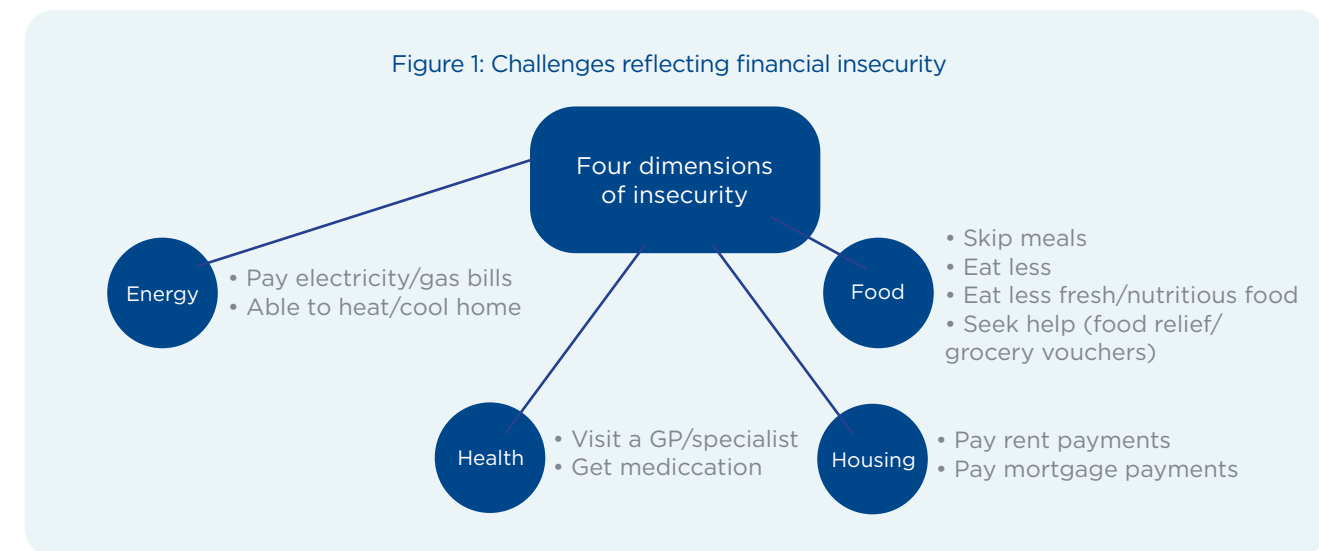 Figure 1: Challenges reflecting financial insecurity
Four dimensions
of insecurity
Energy
• Pay electricity/gas bills
• Able to heat/cool home
Food
• Skip meals
• Eat less
• Eat less fresh/nutritious food
• Seek help (food relief/
grocery vouchers)
Health
• Visit a GP/specialist
• Get mediccation
Housing
• Pay rent payments
• Pay mortgage payments